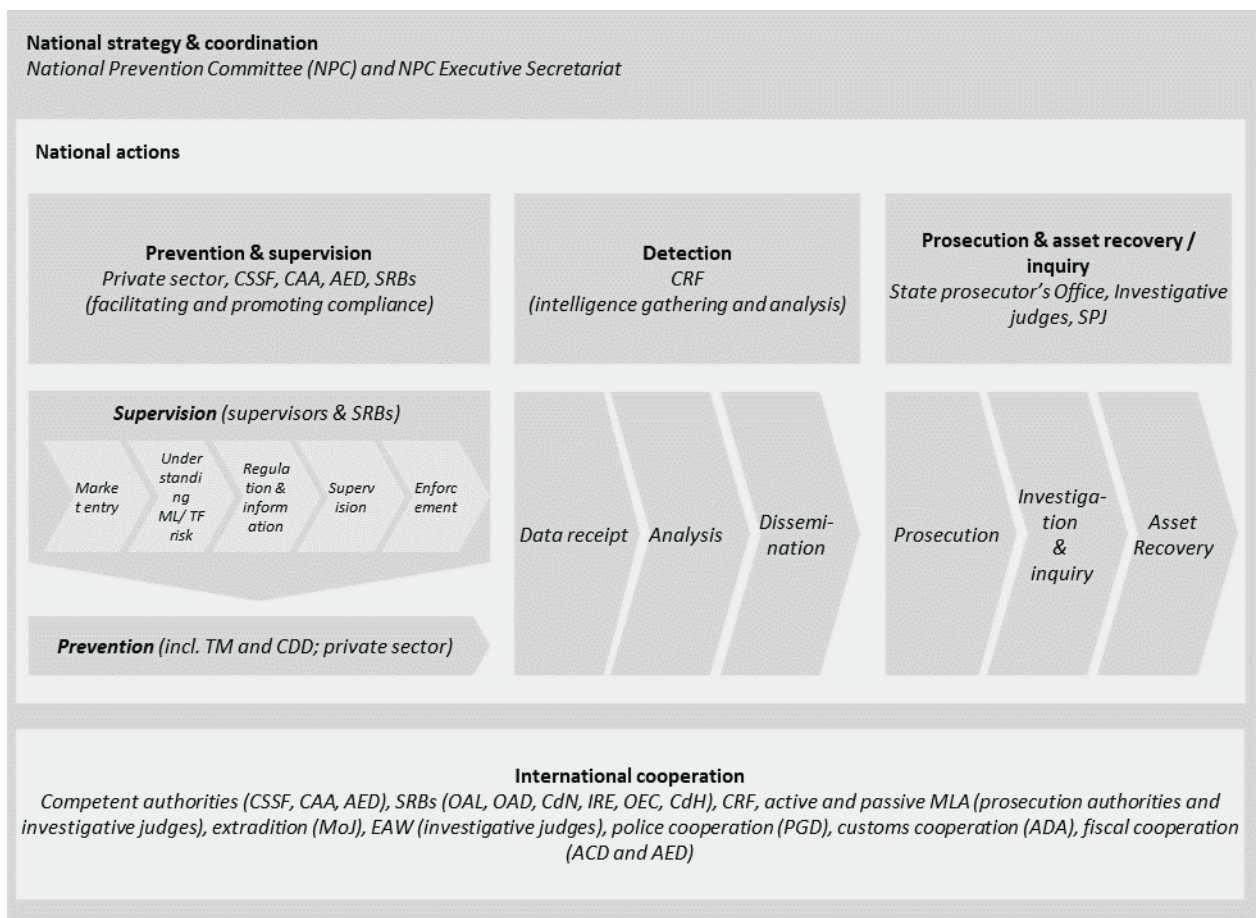 National strategy & coordination
National Prevention Committee (NPC) and NPC Executive Secretariat
National actions
Prevention & supervision
Private sector, CSSF, CAA, AED, SRBs
(facilitating and promoting compliance)
Detection
CRF
(intelligence gathering and analysis)
Prosecution & asset recovery /
inquiry
State prosecutor's Office, Investigative
judges, SPJ
Supervision (supervisors & SRBs)
Marke
t entry
Under
standi
ng
ML/ TF
risk
Regula
tion &
inform
ation
Superv
ision
Enforc
ement
Prevention (incl. TM and CDD; private sector)
Data receipt
Analysis
Dissemi-
nation
Prosecution
Investiga-
tion
&
inquiry
Asset
Recovery
International cooperation
Competent authorities (CSSF, CAA, AED), SRBs (OAL, OAD, CdN, IRE, OEC, CdH), CRF, active and passive MLA (prosecution authorities and
investigative judges), extradition (MoJ), EAW (investigative judges), police cooperation (PGD), customs cooperation (ADA), fiscal cooperation
(ACD and AED)